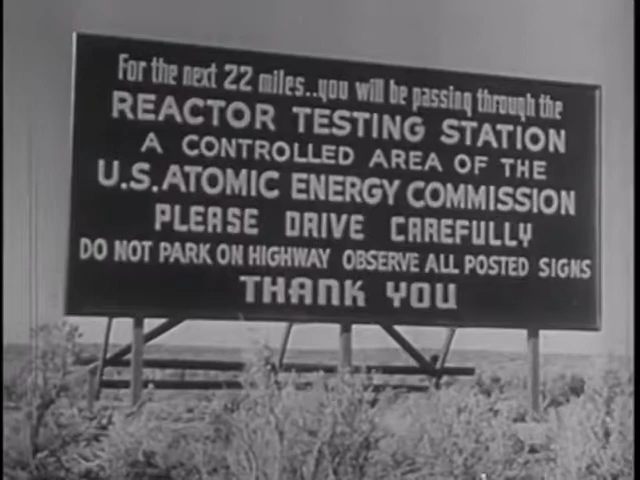 For the next 22 miles..you will be passing through the
REACTOR TESTING STATION
A CONTROLLED AREA OF THE
U.S. ATOMIC ENERGY COMMISSION
PLEASE DRIVE CAREFULLY
DO NOT PARK ON HIGHWAY OBSERVE ALL POSTED SIGNS
THANK YOU